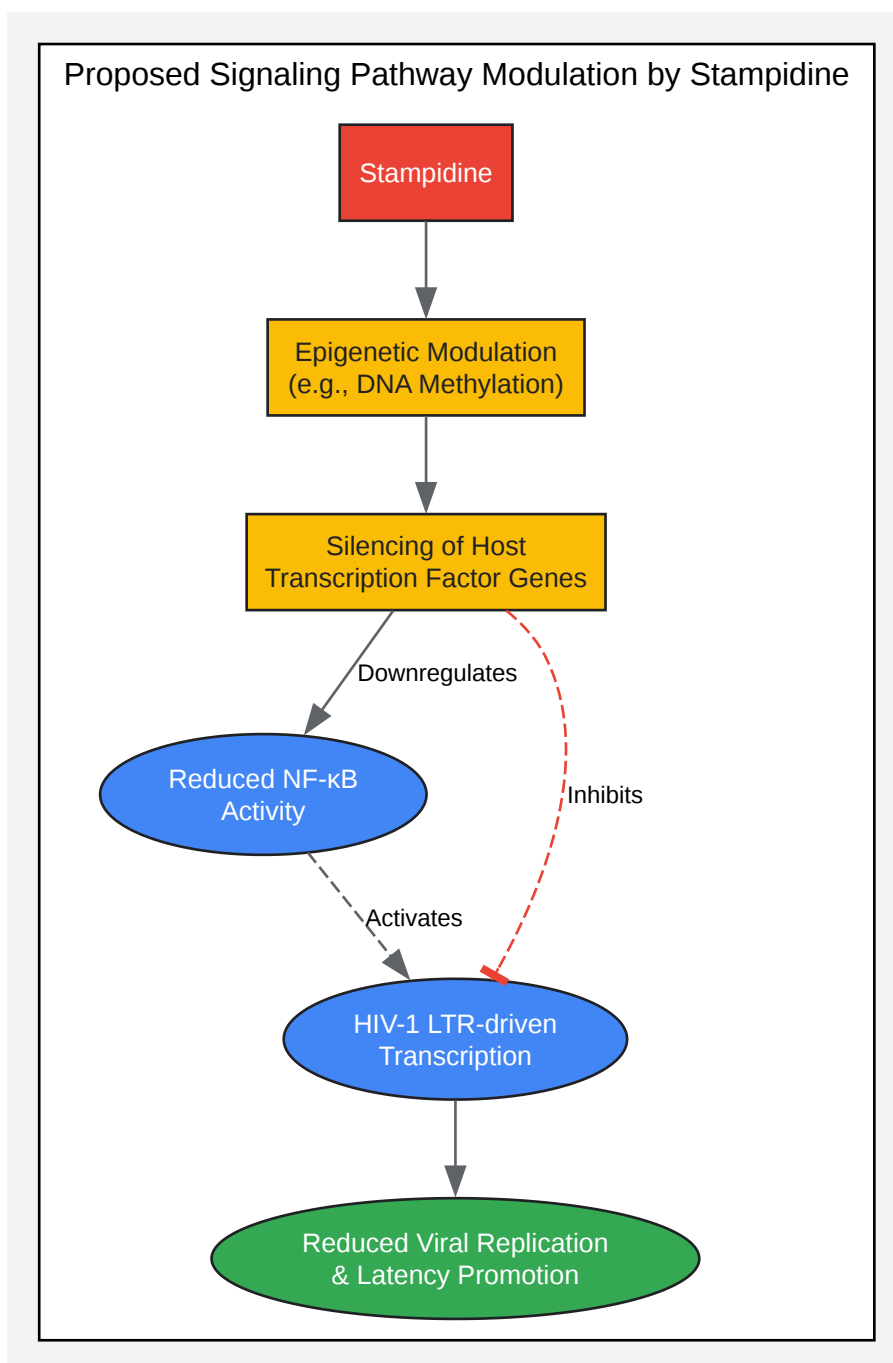 Proposed Signaling Pathway Modulation by Stampidine
Stampidine
Epigenetic Modulation
(e.g., DNA Methylation)
Silencing of Host
Transcription Factor Genes
Downregulates
Reduced NF-κB
Activity
Inhibits
Activates
HIV-1 LTR-driven
Transcription
Reduced Viral Replication
& Latency Promotion